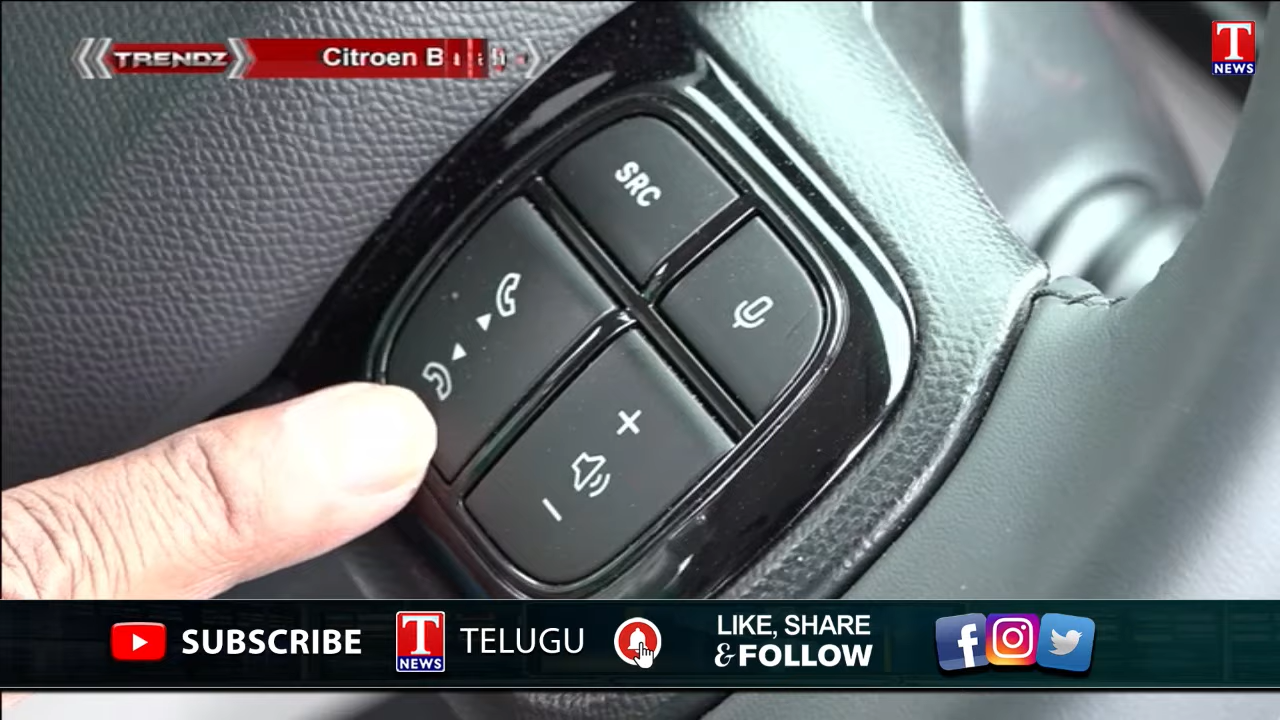 TRENDZ
Citroen B
T
NEWS
SRC
+
–
SUBSCRIBE
T
NEWS
TELUGU
LIKE, SHARE
& FOLLOW